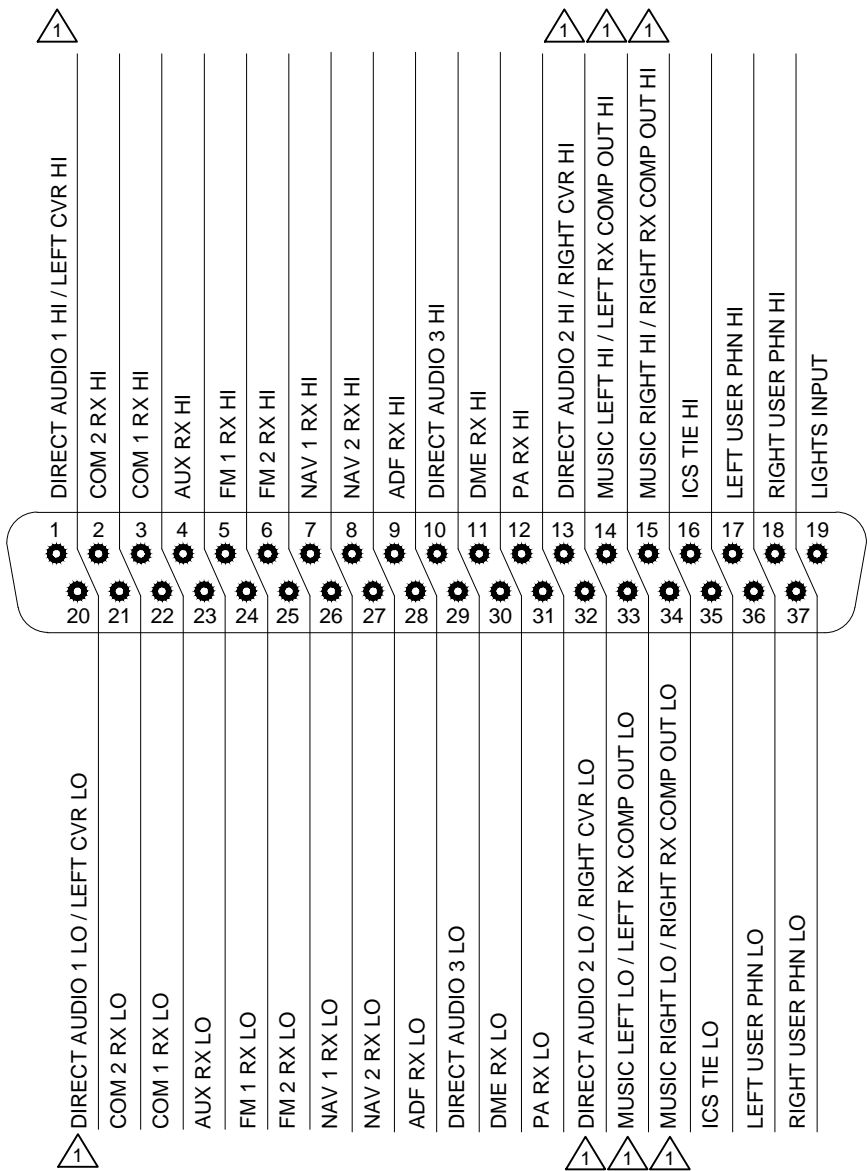 1
1
1
1
DIRECT AUDIO 1 HI / LEFT CVR HI
COM 2 RX HI
COM 1 RX HI
AUX RX HI
FM 1 RX HI
FM 2 RX HI
NAV 1 RX HI
NAV 2 RX HI
ADF RX HI
DIRECT AUDIO 3 HI
DME RX HI
PA RX HI
DIRECT AUDIO 2 HI / RIGHT CVR HI
MUSIC LEFT HI / LEFT RX COMP OUT HI
MUSIC RIGHT HI / RIGHT RX COMP OUT HI
ICS TIE HI
LEFT USER PHN HI
RIGHT USER PHN HI
LIGHTS INPUT
1 2 3 4 5 6 7 8 9 10 11 12 13 14 15 16 17 18 19
20 21 22 23 24 25 26 27 28 29 30 31 32 33 34 35 36 37
DIRECT AUDIO 1 LO / LEFT CVR LO
COM 2 RX LO
COM 1 RX LO
AUX RX LO
FM 1 RX LO
FM 2 RX LO
NAV 1 RX LO
NAV 2 RX LO
ADF RX LO
DIRECT AUDIO 3 LO
DME RX LO
PA RX LO
DIRECT AUDIO 2 LO / RIGHT CVR LO
MUSIC LEFT LO / LEFT RX COMP OUT LO
MUSIC RIGHT LO / RIGHT RX COMP OUT LO
ICS TIE LO
LEFT USER PHN LO
RIGHT USER PHN LO
1
1
1
1